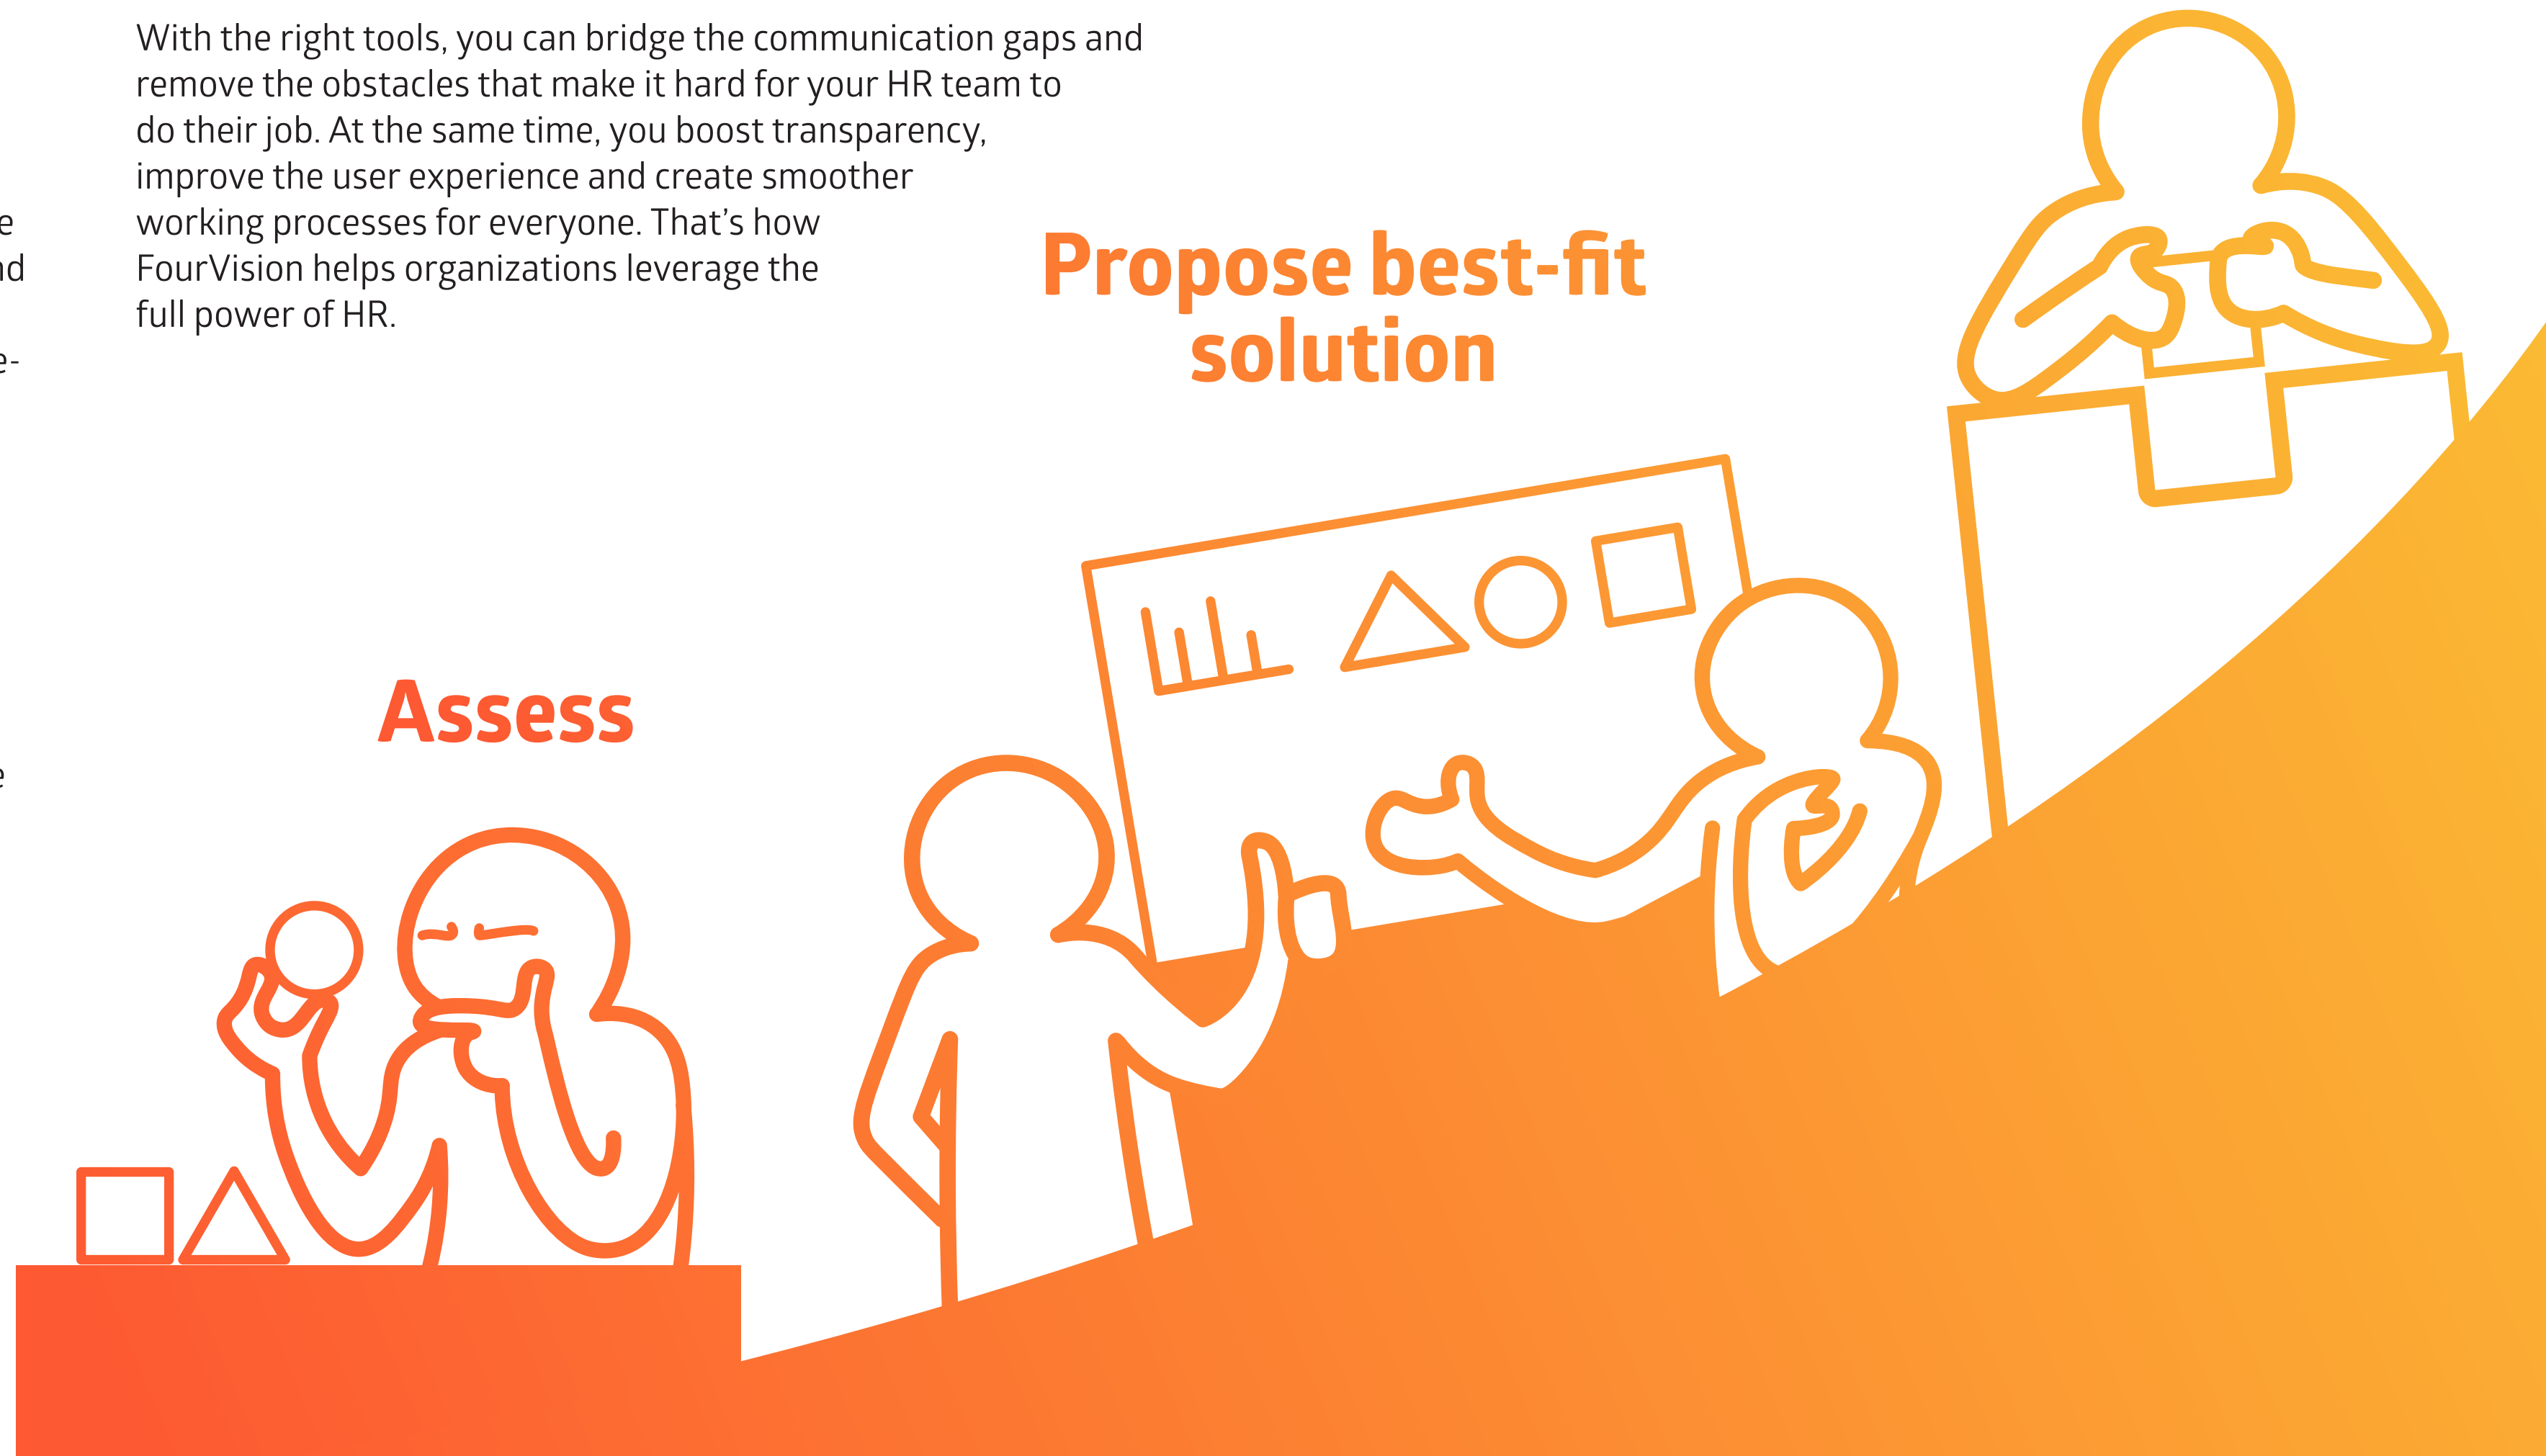 With the right tools, you can bridge the communication gaps and
remove the obstacles that make it hard for your HR team to
do their job. At the same time, you boost transparency,
improve the user experience and create smoother
working processes for everyone. That’s how
FourVision helps organizations leverage the
full power of HR.
Propose best-fit
solution
Assess